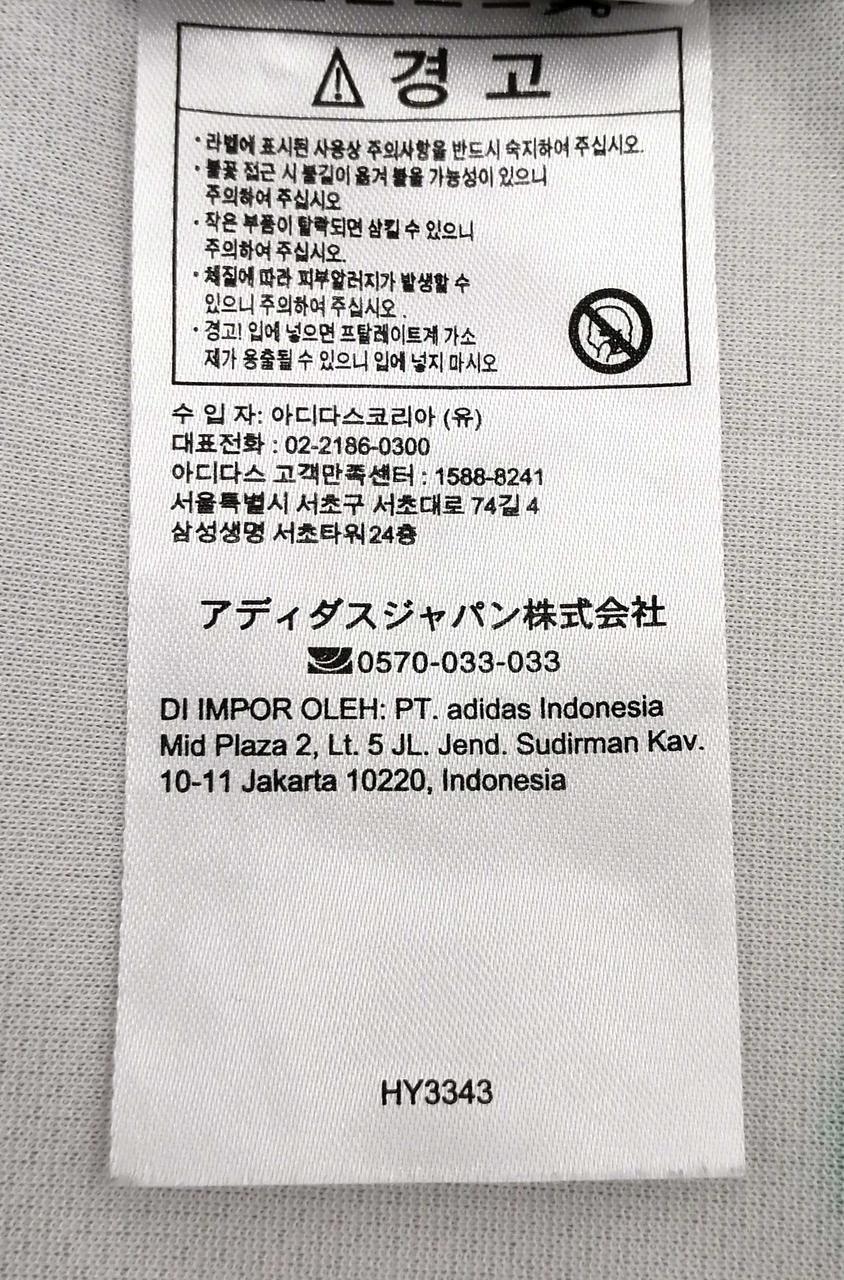 ⚠ 경 고
• 라벨에 표시된 사용상 주의사항을 반드시 숙지하여 주십시오.
• 불꽃 접근 시 불길이 옮겨 붙을 가능성이 있으니
주의하여 주십시오
• 작은 부품이 탈락되면 삼킬 수 있으니
주의하여 주십시오.
• 체질에 따라 피부알러지가 발생할 수
있으니 주의하여 주십시오 .
• 경고! 입에 넣으면 프탈레이트계 가소
제가 용출될 수 있으니 입에 넣지 마시오
수 입 자: 아디다스코리아 (유)
대표전화 : 02-2186-0300
아디다스 고객만족센터 : 1588-8241
서울특별시 서초구 서초대로 74길 4
삼성생명 서초타워24층
アディダスジャパン株式会社
0570-033-033
DI IMPOR OLEH: PT. adidas Indonesia
Mid Plaza 2, Lt. 5 JL. Jend. Sudirman Kav.
10-11 Jakarta 10220, Indonesia
HY3343